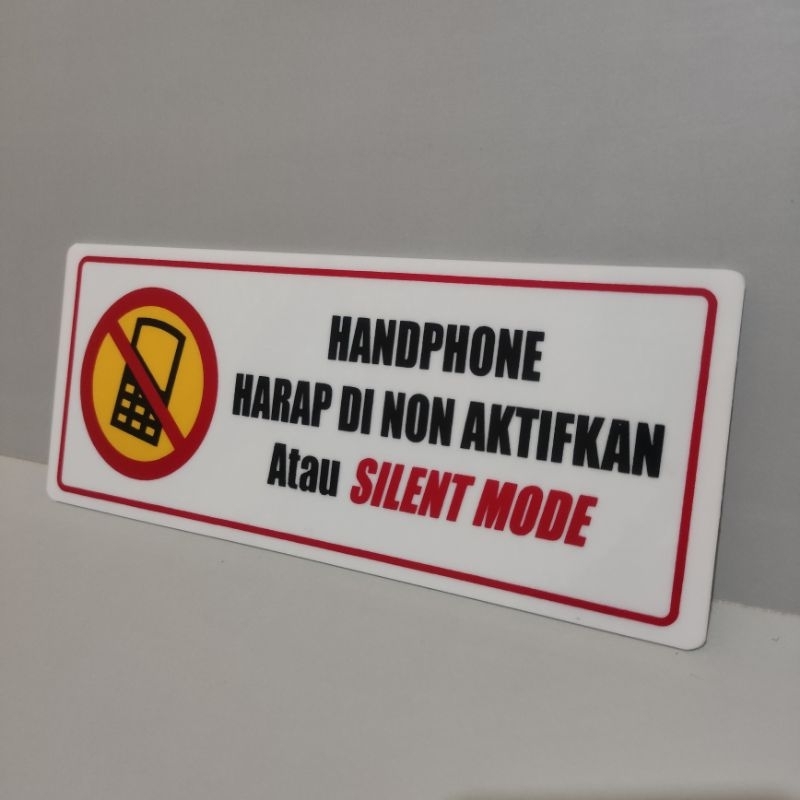 HANDPHONE
HARAP DI NON AKTIFKAN
Atau SILENT MODE